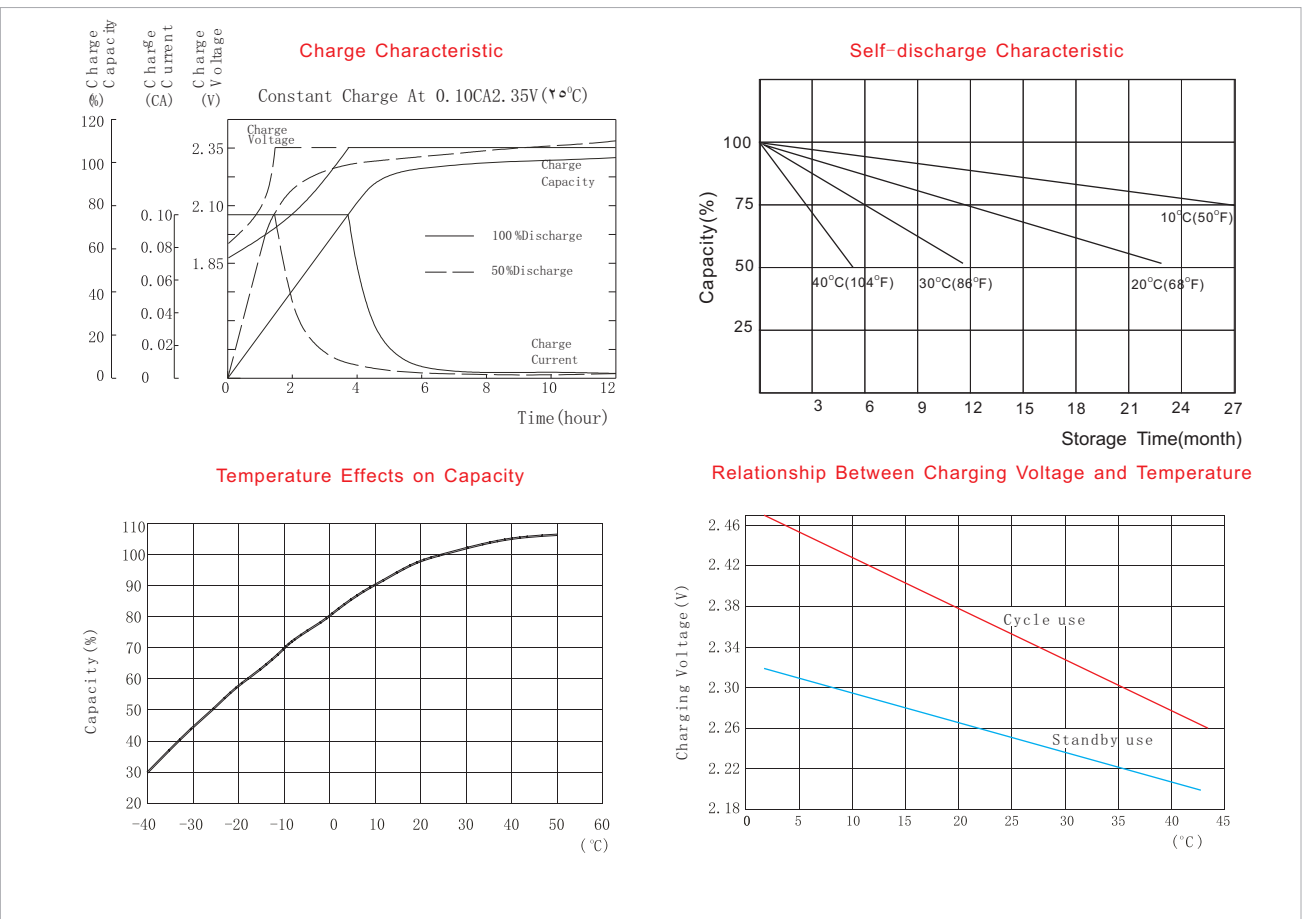 Charge Characteristic
(%) Charge Capacity
(CA) Charge Current
(V) Charge Voltage
Constant Charge At 0.10CA2.35V(٢٥°C)
120
100
80
60
40
20
0
0.10
0.08
0.06
0.04
0.02
0
2.35
2.10
1.85
Charge
Voltage
Charge
Capacity
100%Discharge
50%Discharge
Charge
Current
0 2 4 6 8 10 12
Time(hour)
Self-discharge Characteristic
Capacity(%)
100
75
50
25
10°C(50°F)
40°C(104°F) 30°C(86°F) 20°C(68°F)
3 6 9 12 15 18 21 24 27
Storage Time(month)
Temperature Effects on Capacity
Capacity(%)
110
100
90
80
70
60
50
40
30
20
-40 -30 -20 -10 0 10 20 30 40 50 60
(°C)
Relationship Between Charging Voltage and Temperature
Charging Voltage(V)
2.46
2.42
2.38
2.34
2.30
2.26
2.22
2.18
Cycle use
Standby use
0 5 10 15 20 25 30 35 40 45
(°C)